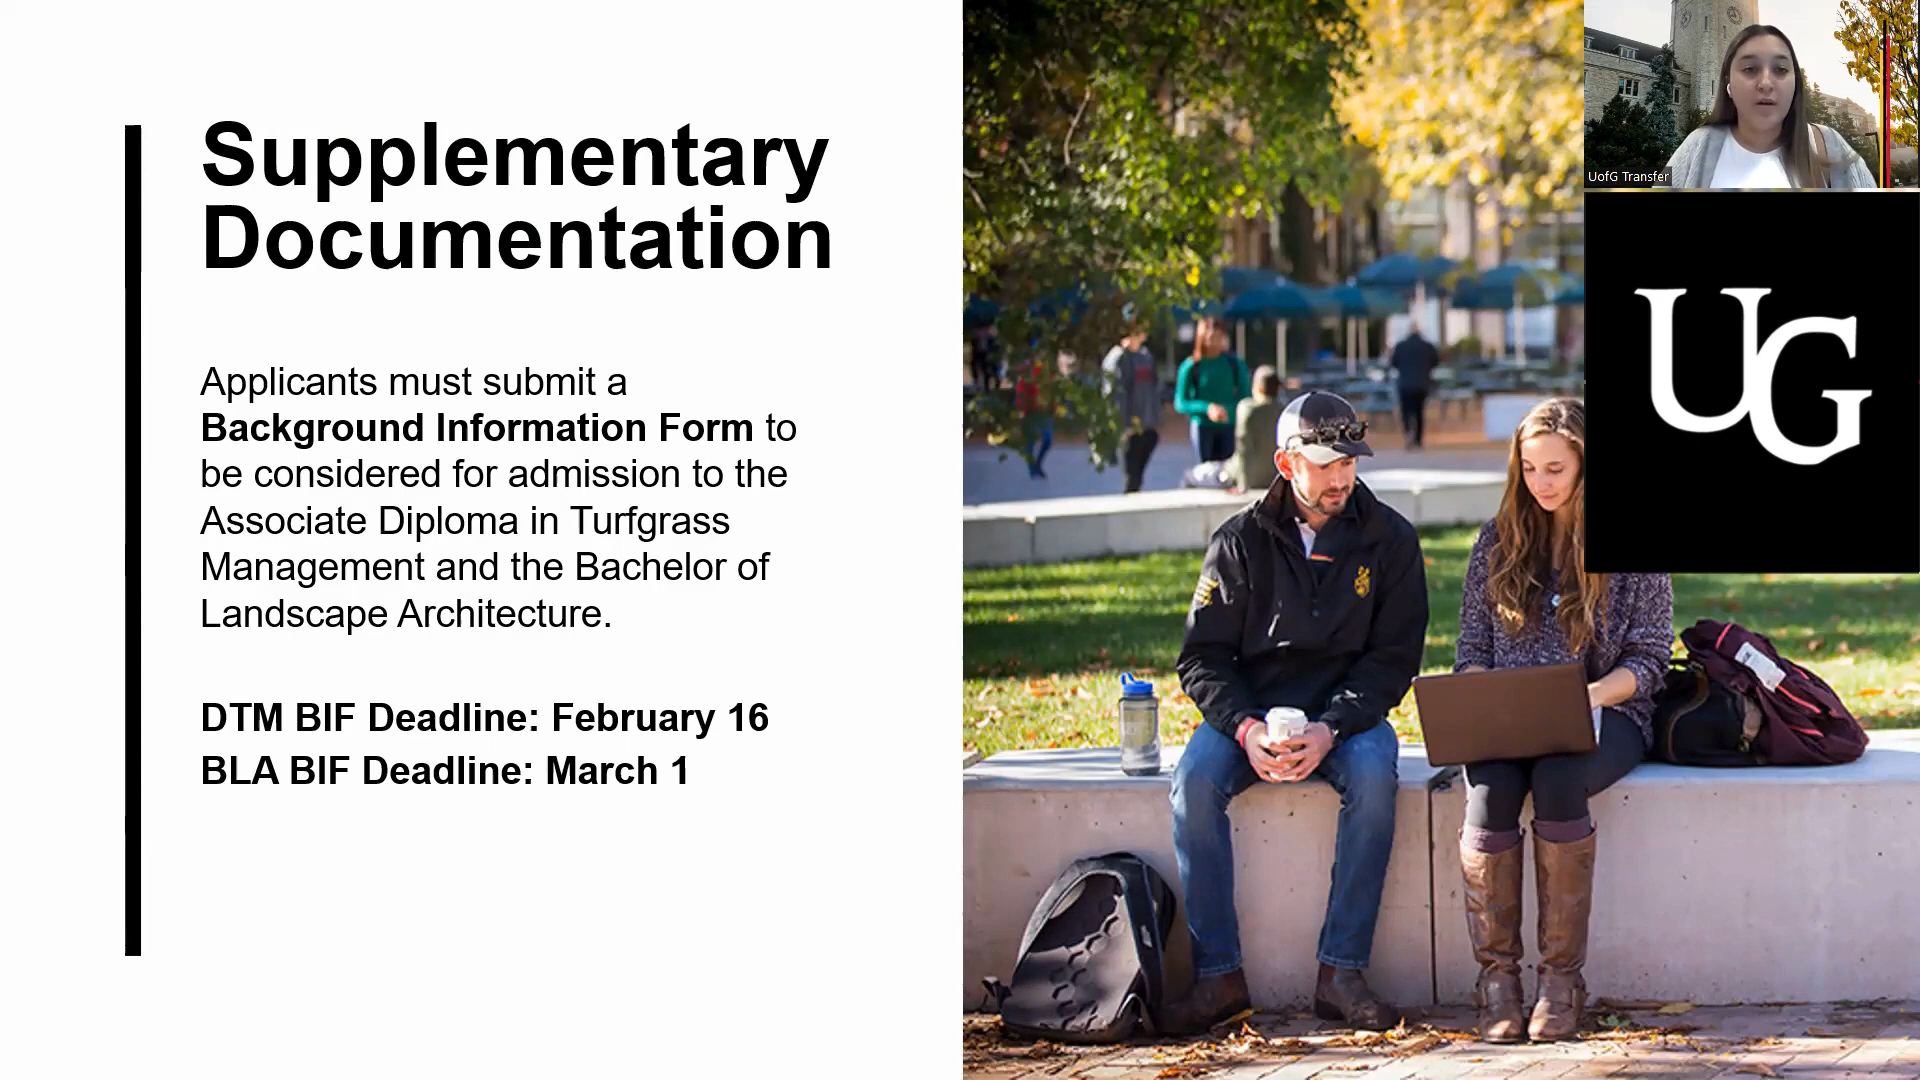 Supplementary
Documentation
Applicants must submit a
Background Information Form to
be considered for admission to the
Associate Diploma in Turfgrass
Management and the Bachelor of
Landscape Architecture.
DTM BIF Deadline: February 16
BLA BIF Deadline: March 1
UofG Transfer
UG